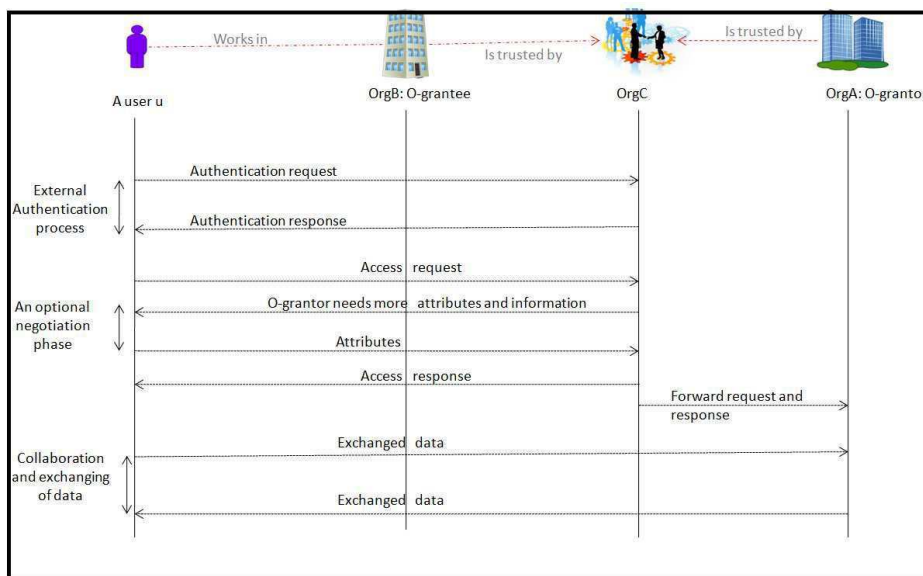 Works in
Is trusted by
Is trusted by
A user u
OrgB: O-grantee
OrgC
OrgA: O-grantor
Authentication request
External
Authentication
process
Authentication response
Access request
O-grantor needs more attributes and information
An optional
negotiation
phase
Attributes
Access response
Forward request and
response
Exchanged data
Collaboration
and exchanging
of data
Exchanged data